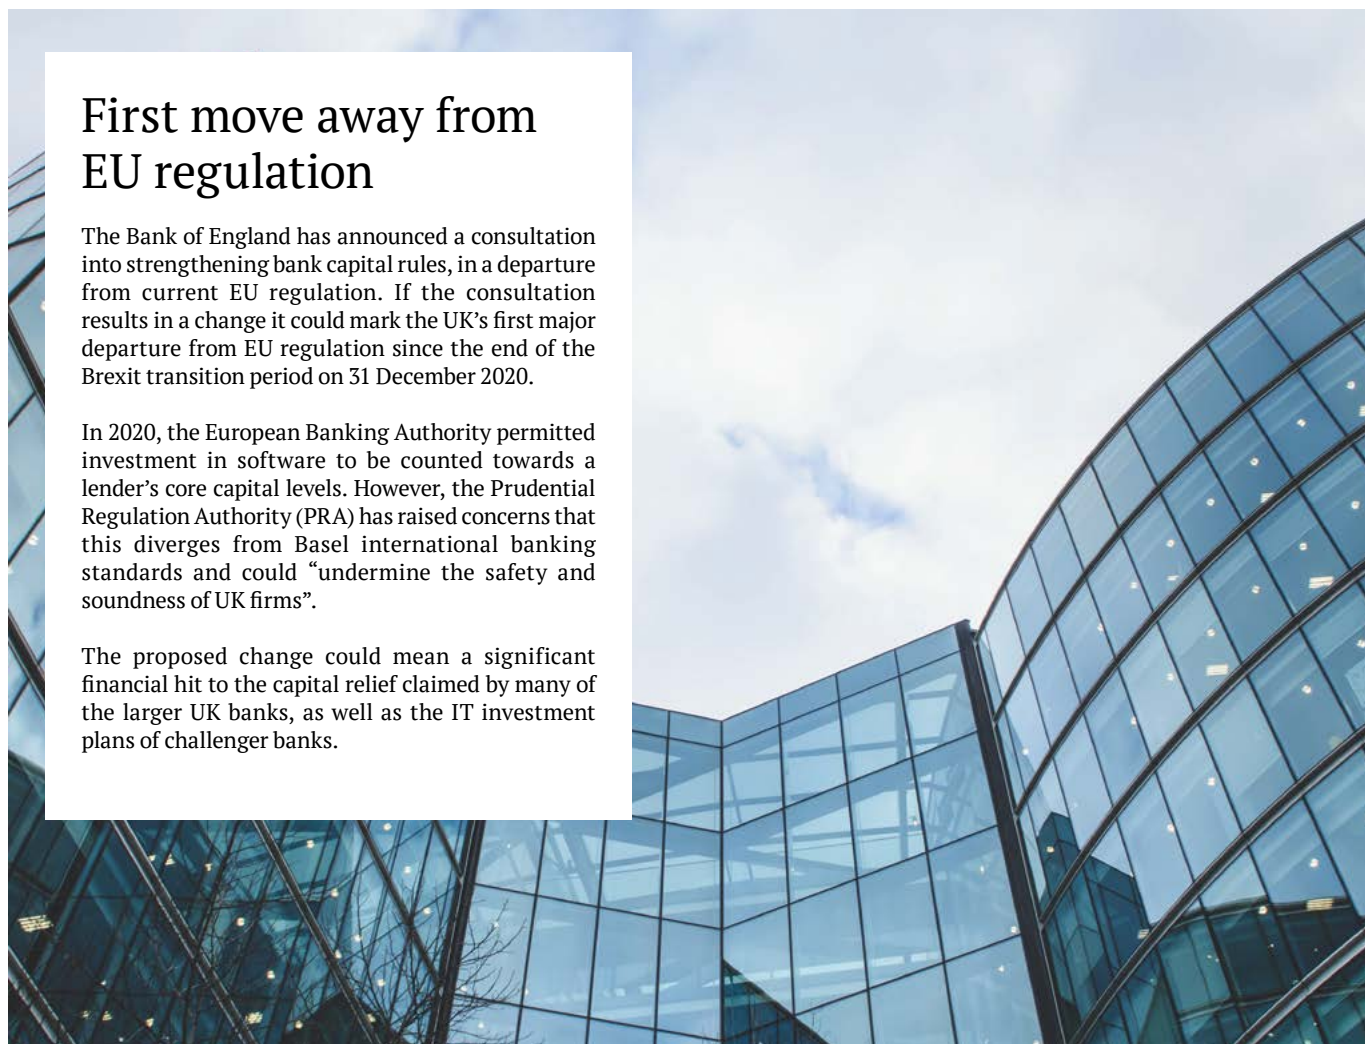 First move away from
EU regulation
The Bank of England has announced a consultation
into strengthening bank capital rules, in a departure
from current EU regulation. If the consultation
results in a change it could mark the UK’s first major
departure from EU regulation since the end of the
Brexit transition period on 31 December 2020.
In 2020, the European Banking Authority permitted
investment in software to be counted towards a
lender’s core capital levels. However, the Prudential
Regulation Authority (PRA) has raised concerns that
this diverges from Basel international banking
standards and could “undermine the safety and
soundness of UK firms”.
The proposed change could mean a significant
financial hit to the capital relief claimed by many of
the larger UK banks, as well as the IT investment
plans of challenger banks.